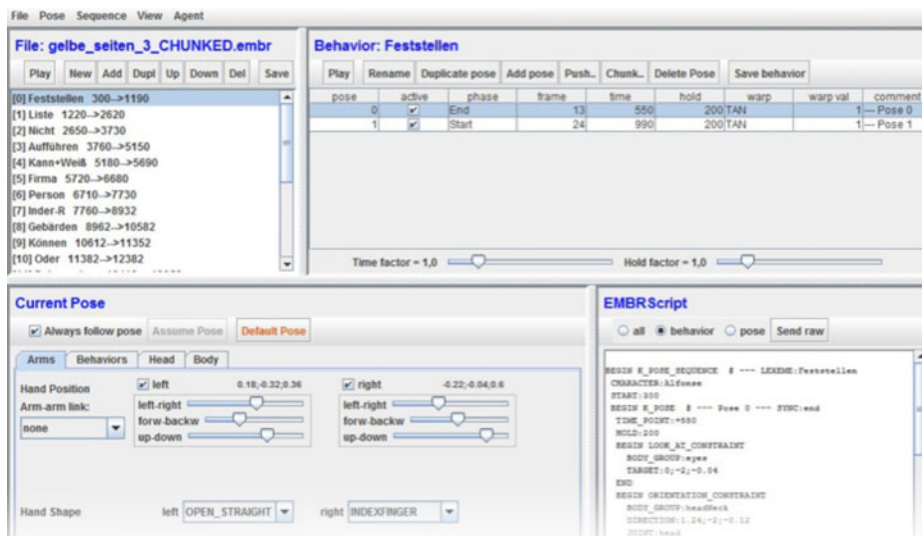 File Pose Sequence View Agent
File: gelbe_seiten_3_CHUNKED.embr
Play New Add Dupl Up Down Del Save
[0] Feststellen 300-->1190
[1] Liste 1220-->2620
[2] Nicht 2650-->3730
[3] Aufführen 3760-->5150
[4] Kann+Weiß 5180-->5690
[5] Firma 5720-->6680
[6] Person 6710-->7730
[7] Inder-R 7760-->8932
[8] Gebärden 8962-->10582
[9] Können 10612-->11352
[10] Oder 11382-->12382
Behavior: Feststellen
Play Rename Duplicate pose Add pose Push.. Chunk.. Delete Pose Save behavior
pose active phase frame time hold warp warp val comment
0 End 13 550 200 TAN 1 --- Pose 0
1 Start 24 990 200 TAN 1 --- Pose 1
Time factor = 1,0 Hold factor = 1,0
Current Pose
Always follow pose Assume Pose Default Pose
Arms Behaviors Head Body
Hand Position left 0.18;-0.32;0.36 right -0.22;-0.04;0.6
Arm-arm link: left-right left-right
none forw-backw forw-backw
up-down up-down
Hand Shape left OPEN_STRAIGHT right INDEXFINGER
EMBRScript
all behavior pose Send raw
BEGIN K_POSE_SEQUENCE # --- LEXEME:Feststellen
CHARACTER:Alfonse
START:300
BEGIN K_POSE # --- Pose 0 --- SYNC:end
TIME_POINT:+550
HOLD:200
BEGIN LOOK_AT_CONSTRAINT
BODY_GROUP:eyes
TARGET:0;-2;-0.04
END
BEGIN ORIENTATION_CONSTRAINT
BODY_GROUP:headNeck
DIRECTION:1.24;-2;-0.12
JOINT:head